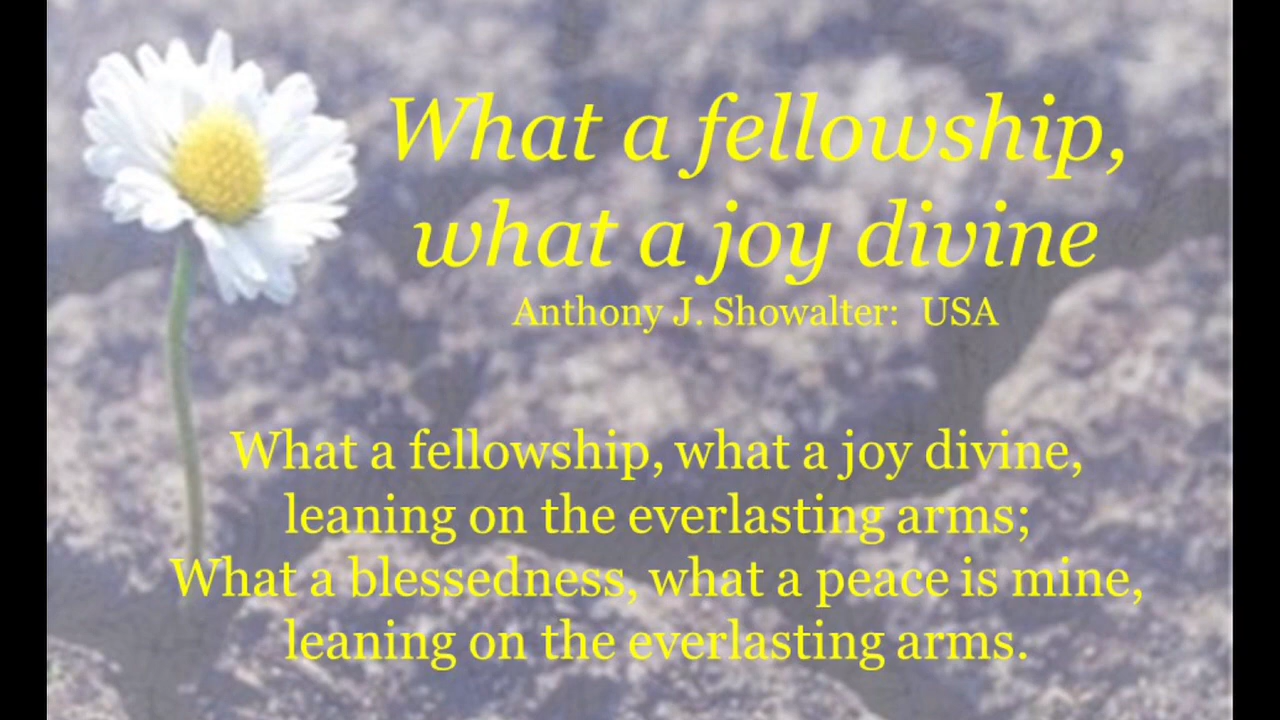 What a fellowship,
what a joy divine
Anthony J. Showalter:  USA
What a fellowship, what a joy divine,
leaning on the everlasting arms;
What a blessedness, what a peace is mine,
leaning on the everlasting arms.